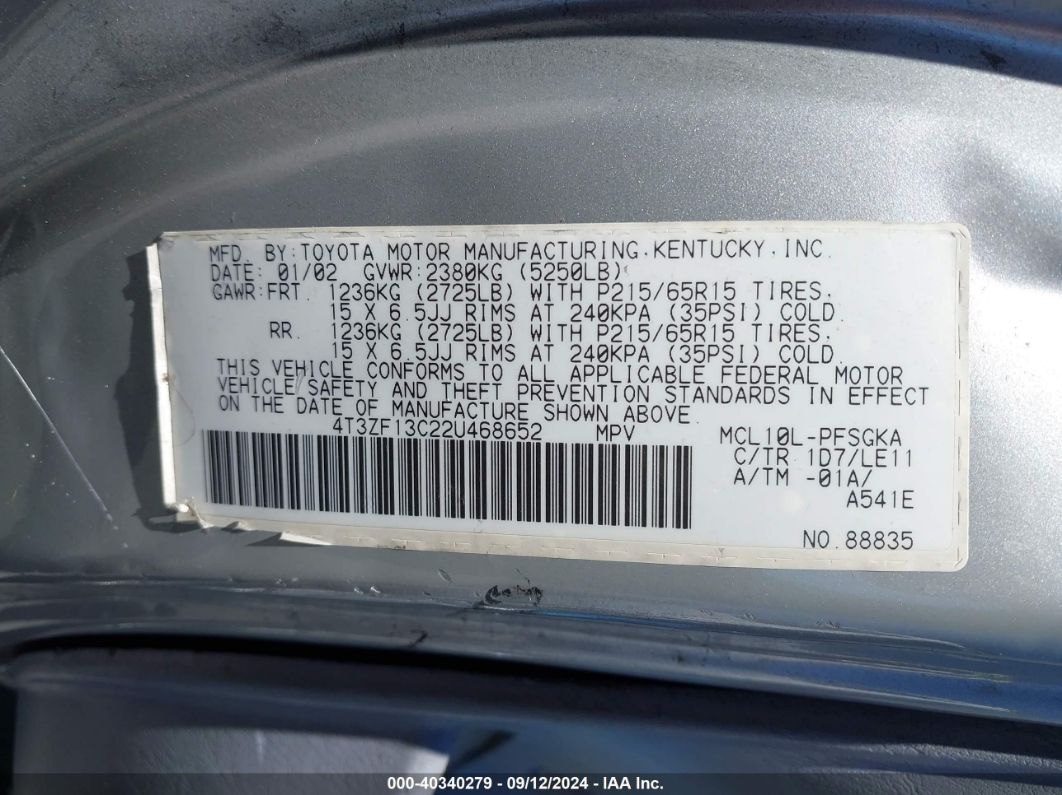 MFD. BY: TOYOTA MOTOR MANUFACTURING, KENTUCKY, INC.
DATE: 01/02 GVWR: 2380KG (5250LB)
GAWR: FRT. 1236KG (2725LB) WITH P215/65R15 TIRES,
15 X 6.5JJ RIMS AT 240KPA (35PSI) COLD.
RR. 1236KG (2725LB) WITH P215/65R15 TIRES,
15 X 6.5JJ RIMS AT 240KPA (35PSI) COLD.
THIS VEHICLE CONFORMS TO ALL APPLICABLE FEDERAL MOTOR
VEHICLE SAFETY AND THEFT PREVENTION STANDARDS IN EFFECT
ON THE DATE OF MANUFACTURE SHOWN ABOVE.
4T3ZF13C22U468652 MPV
MCL10L-PFSGKA
C/TR 1D7/LE11
A/TM -01A/
A541E
NO.88835
000-40340279 - 09/12/2024 - IAA Inc.